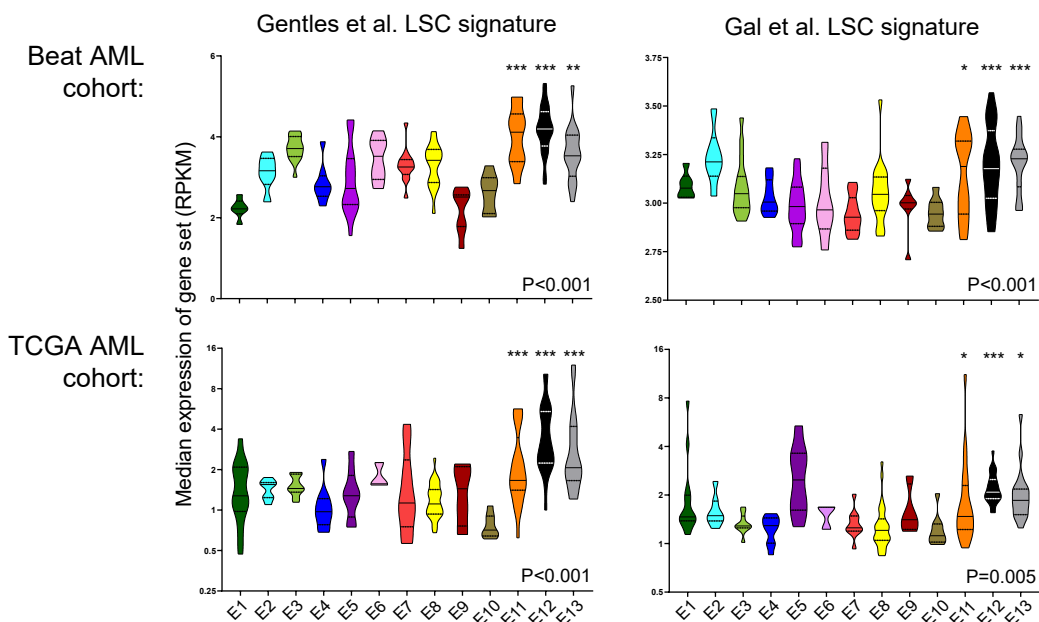 Gentles et al. LSC signature
Gal et al. LSC signature
Beat AML
cohort:
6
4
2
0
*** *** **
P<0.001
3.75
3.50
3.25
3.00
2.75
2.50
* *** ***
P<0.001
Median expression of gene set (RPKM)
TCGA AML
cohort:
16
8
4
2
1
0.5
0.25
*** *** ***
P<0.001
E1 E2 E3 E4 E5 E6 E7 E8 E9 E10 E11 E12 E13
16
8
4
2
1
0.5
* *** *
P=0.005
E1 E2 E3 E4 E5 E6 E7 E8 E9 E10 E11 E12 E13